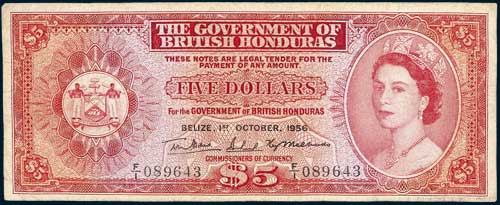 $5 THE GOVERNMENT OF $5
BRITISH HONDURAS
THESE NOTES ARE LEGAL TENDER FOR THE
PAYMENT OF ANY AMOUNT.
FIVE DOLLARS
For the GOVERNMENT OF BRITISH HONDURAS
BELIZE, 1ST OCTOBER, 1956
COMMISSIONERS OF CURRENCY
F/1 089643 $5 F/1 089643
$5 $5